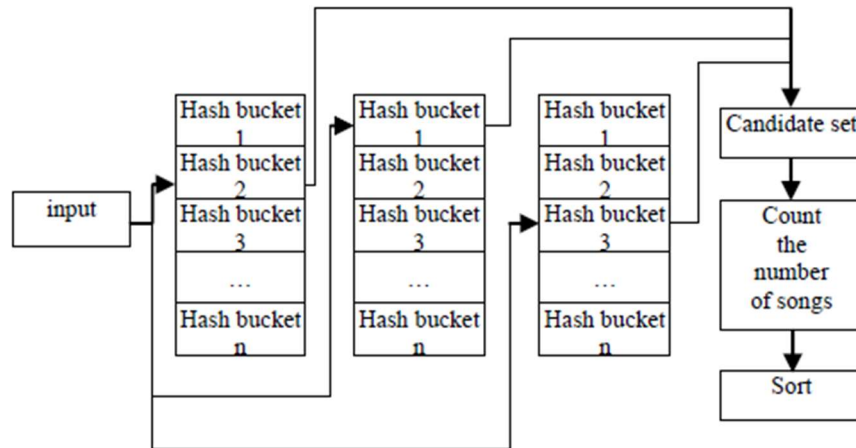 input
Hash bucket
1
Hash bucket
2
Hash bucket
3
...
Hash bucket
n
Hash bucket
1
Hash bucket
2
Hash bucket
3
...
Hash bucket
n
Hash bucket
1
Hash bucket
2
Hash bucket
3
...
Hash bucket
n
Candidate set
Count
the
number
of songs
Sort